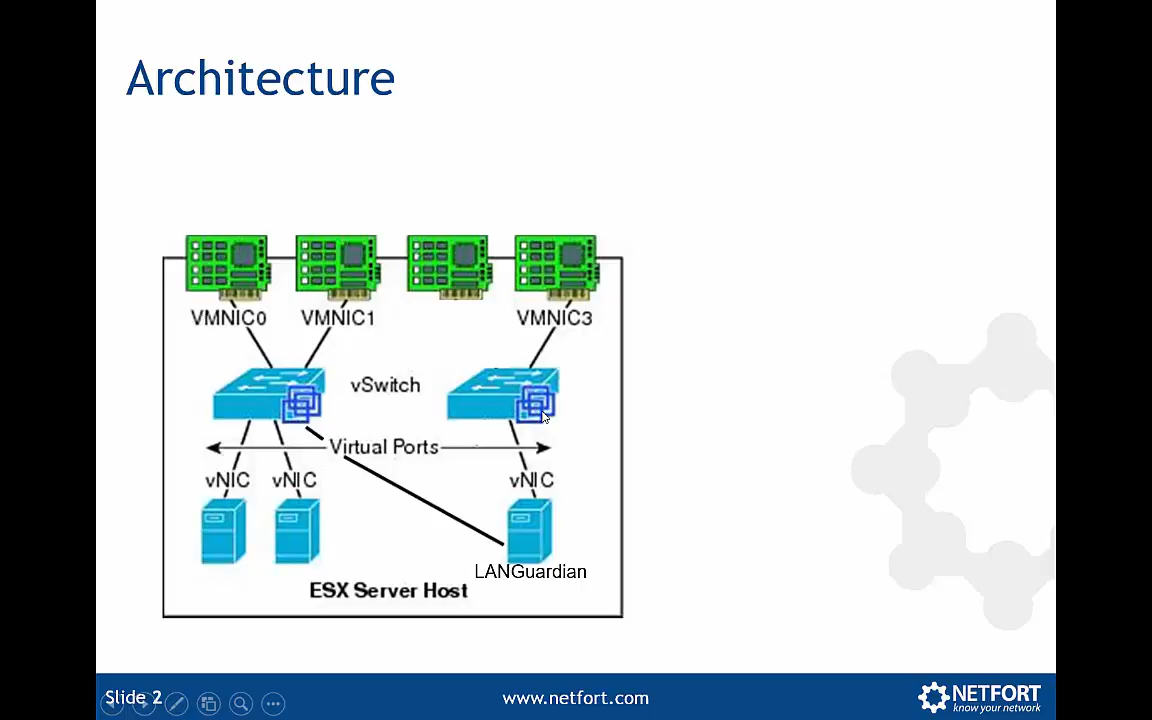 Architecture
VMNIC0 VMNIC1 VMNIC3
vSwitch
Virtual Ports
vNIC vNIC vNIC
LANGuardian
ESX Server Host
Slide 2 www.netfort.com NETFORT
know your network